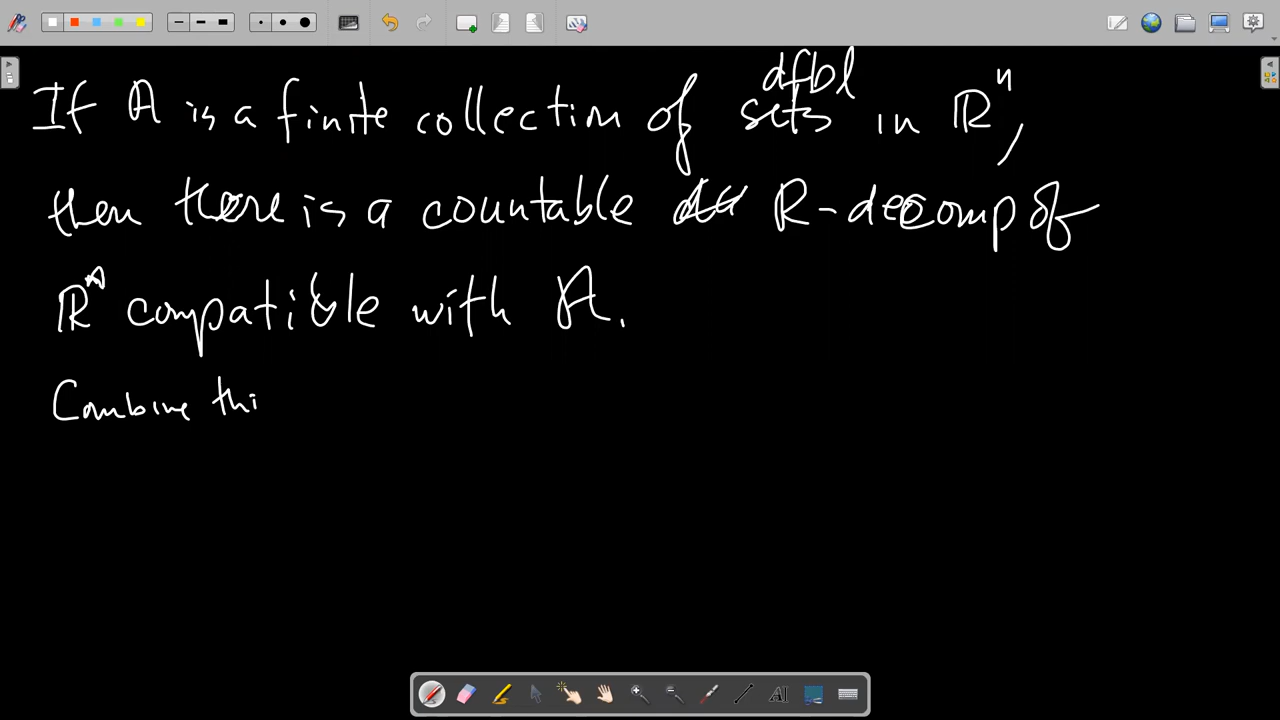 If A is a finite collection of dfbl sets in ℝⁿ,
then there is a countable R-decomp of
ℝⁿ compatible with A.
Combine thi